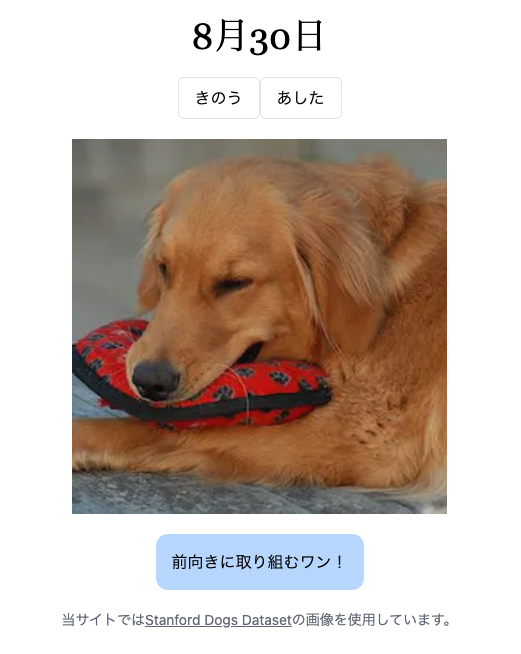 8月30日
きのう
あした
前向きに取り組むワン！
当サイトではStanford Dogs Datasetの画像を使用しています。